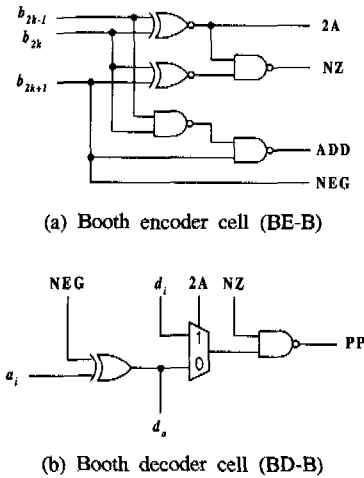 b2k-1
2A
b2k
NZ
b2k+1
ADD
NEG
(a) Booth encoder cell (BE-B)
NEG
di
2A
NZ
1
PP
0
ai
do
(b) Booth decoder cell (BD-B)